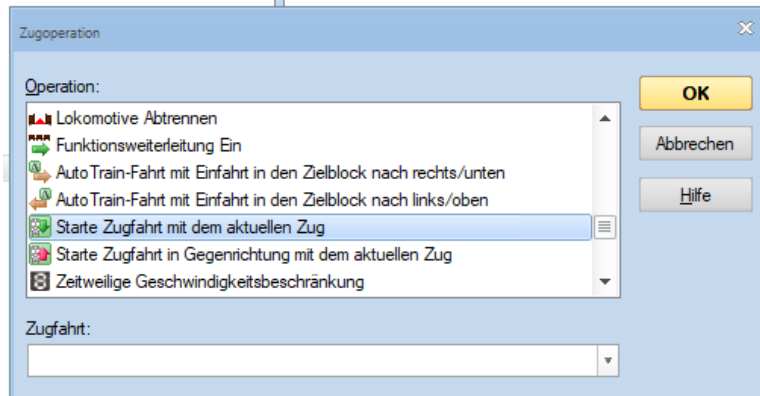 Zugoperation
Operation:
Lokomotive Abtrennen
Funktionsweiterleitung Ein
AutoTrain-Fahrt mit Einfahrt in den Zielblock nach rechts/unten
AutoTrain-Fahrt mit Einfahrt in den Zielblock nach links/oben
Starte Zugfahrt mit dem aktuellen Zug
Starte Zugfahrt in Gegenrichtung mit dem aktuellen Zug
Zeitweilige Geschwindigkeitsbeschränkung
Zugfahrt:
OK
Abbrechen
Hilfe